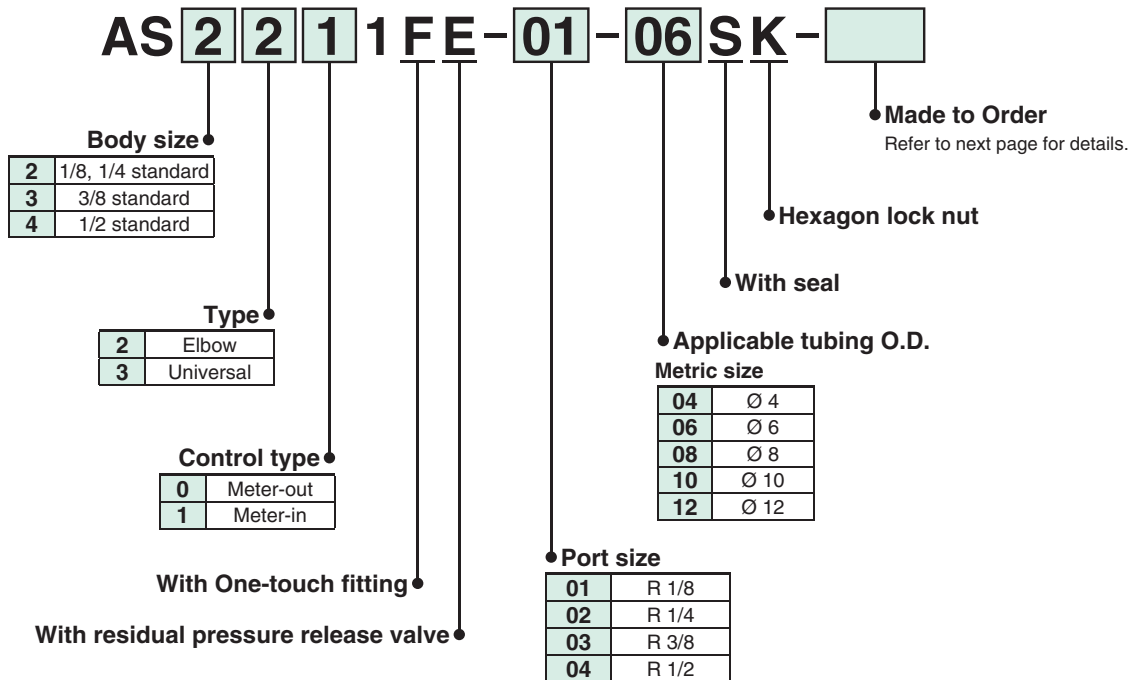 AS 2 2 1 1 F E - 01 - 06 S K -
Made to Order
Refer to next page for details.
Body size
2 1/8, 1/4 standard
3 3/8 standard
4 1/2 standard
Hexagon lock nut
With seal
Type
2 Elbow
3 Universal
Applicable tubing O.D.
Metric size
04 Ø 4
06 Ø 6
08 Ø 8
10 Ø 10
12 Ø 12
Control type
0 Meter-out
1 Meter-in
Port size
01 R 1/8
02 R 1/4
03 R 3/8
04 R 1/2
With One-touch fitting
With residual pressure release valve